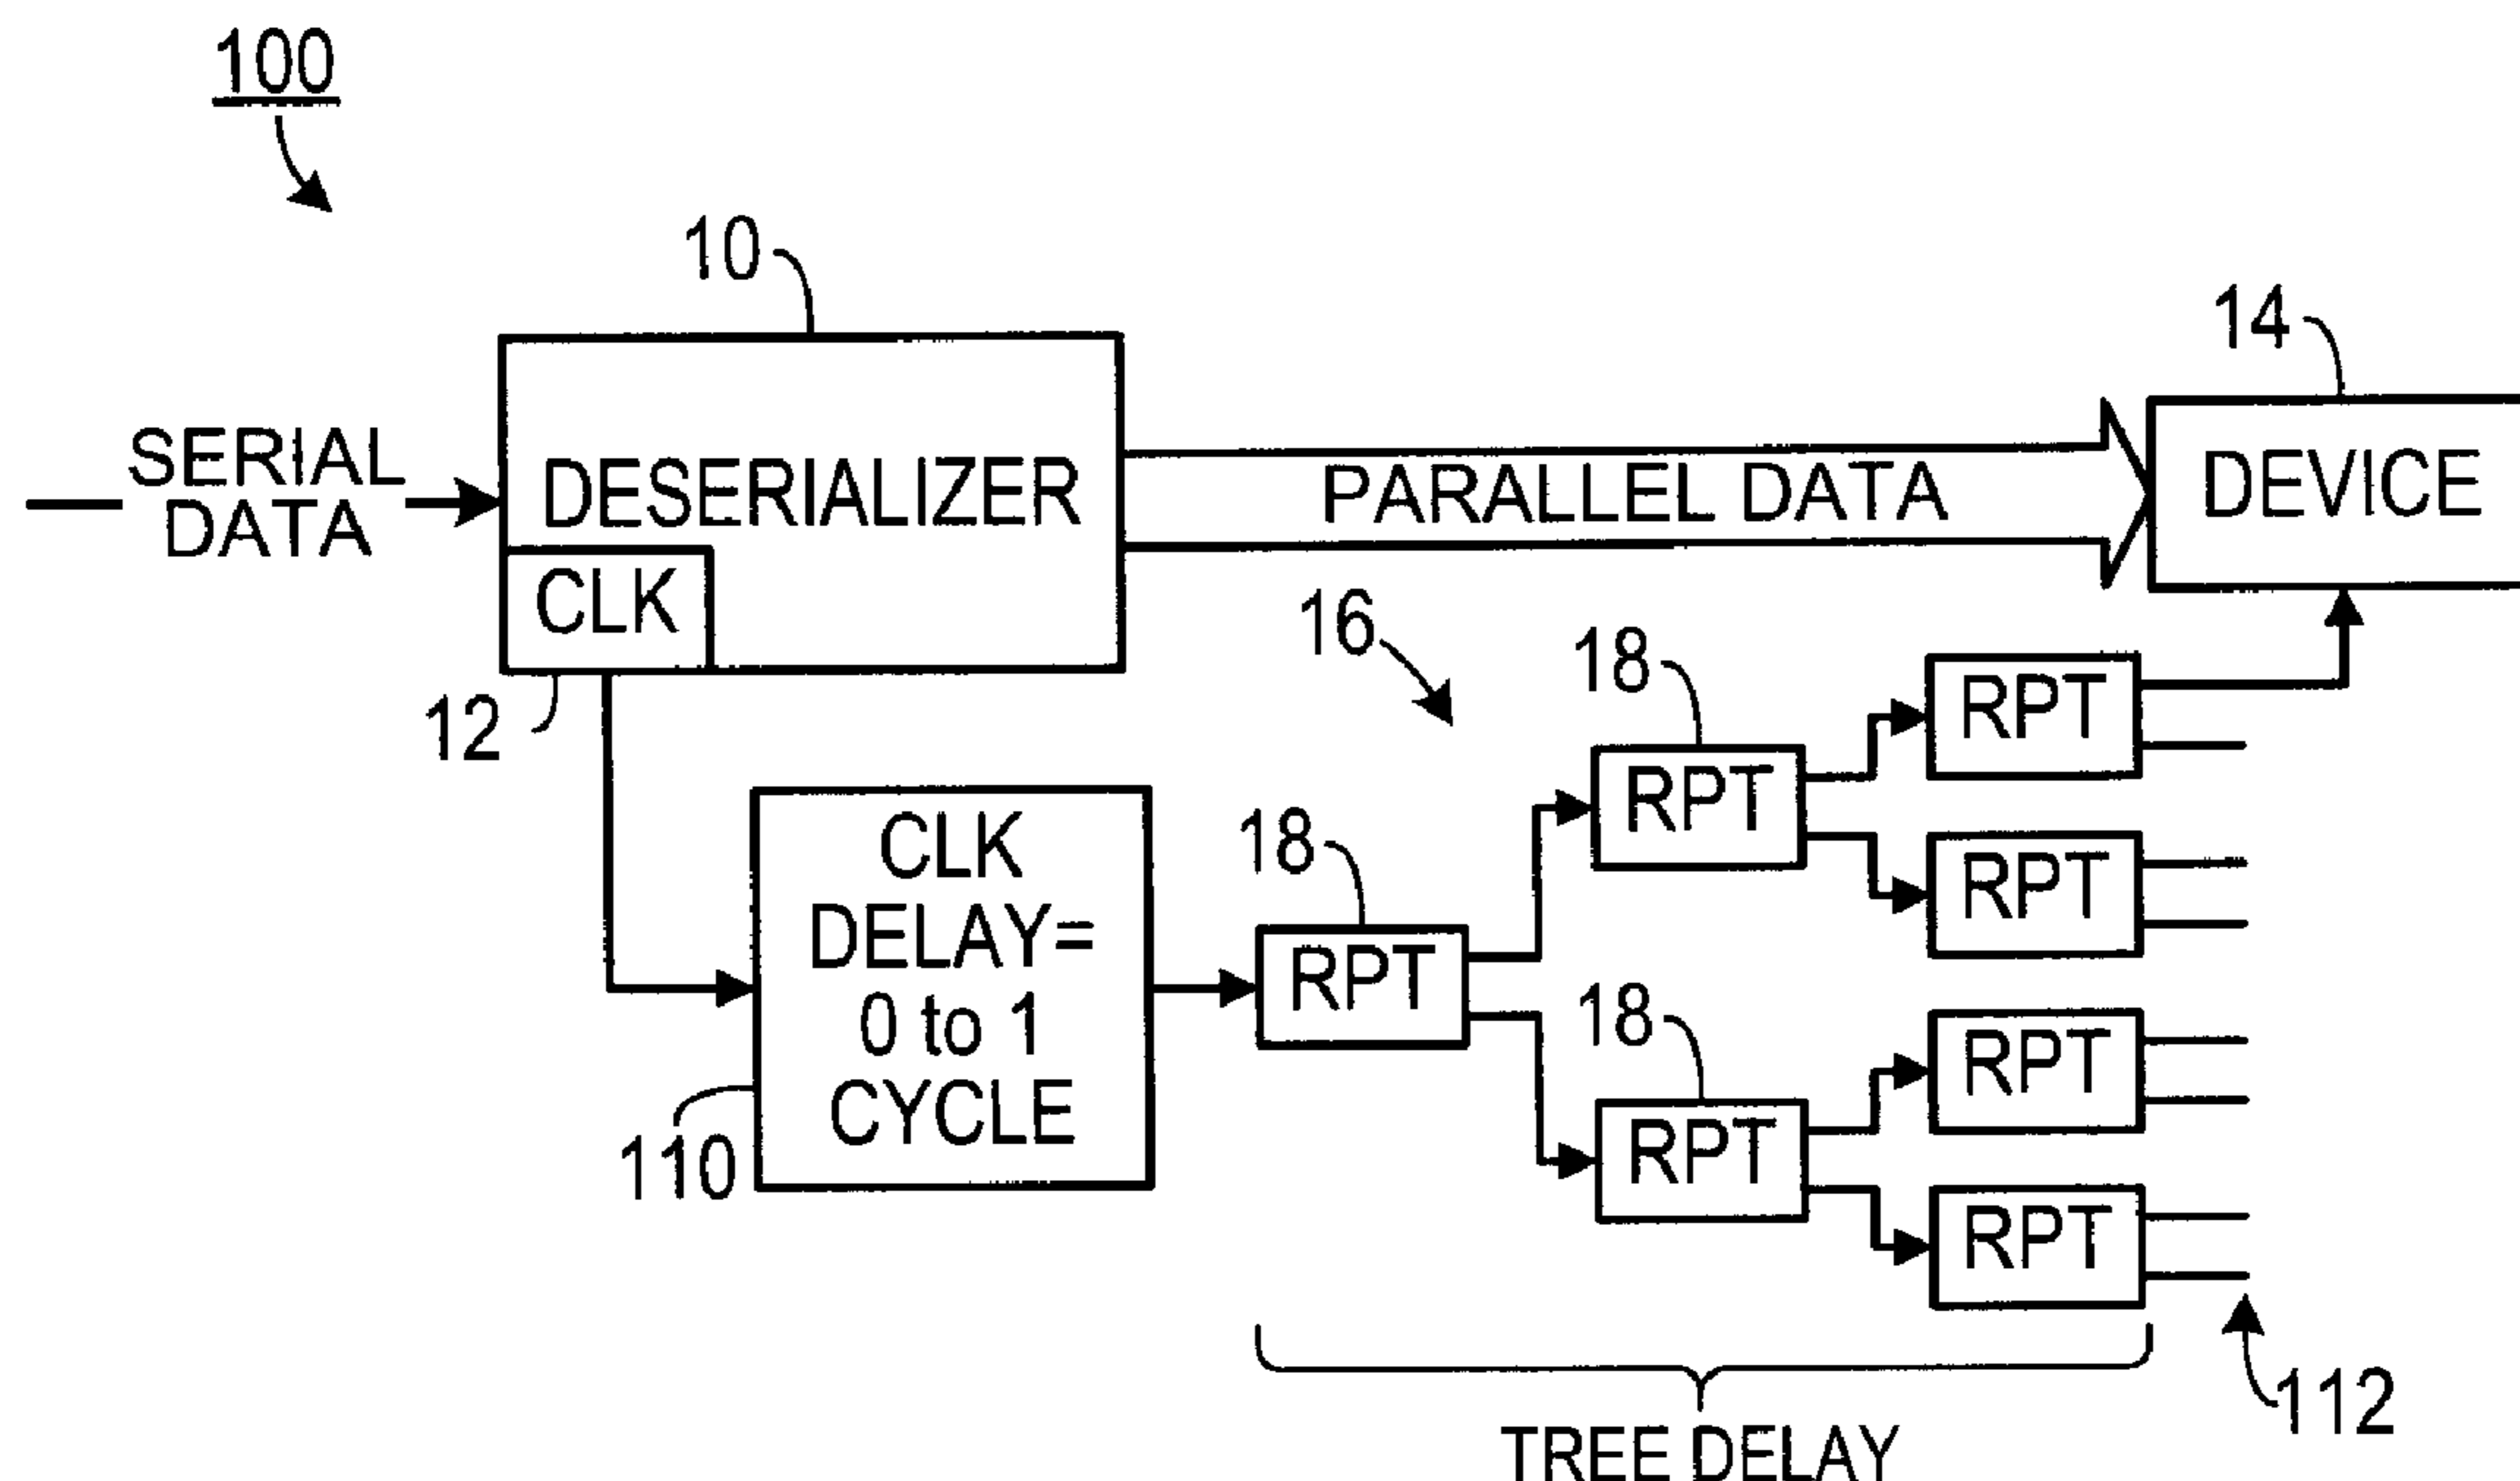 100
10
14
SERIAL
DATA
DESERIALIZER
PARALLEL DATA
DEVICE
CLK
12
16
18
RPT
18
RPT
CLK
DELAY=
0 to 1
CYCLE
110
18
RPT
RPT
18
RPT
RPT
RPT
112
TREE DELAY